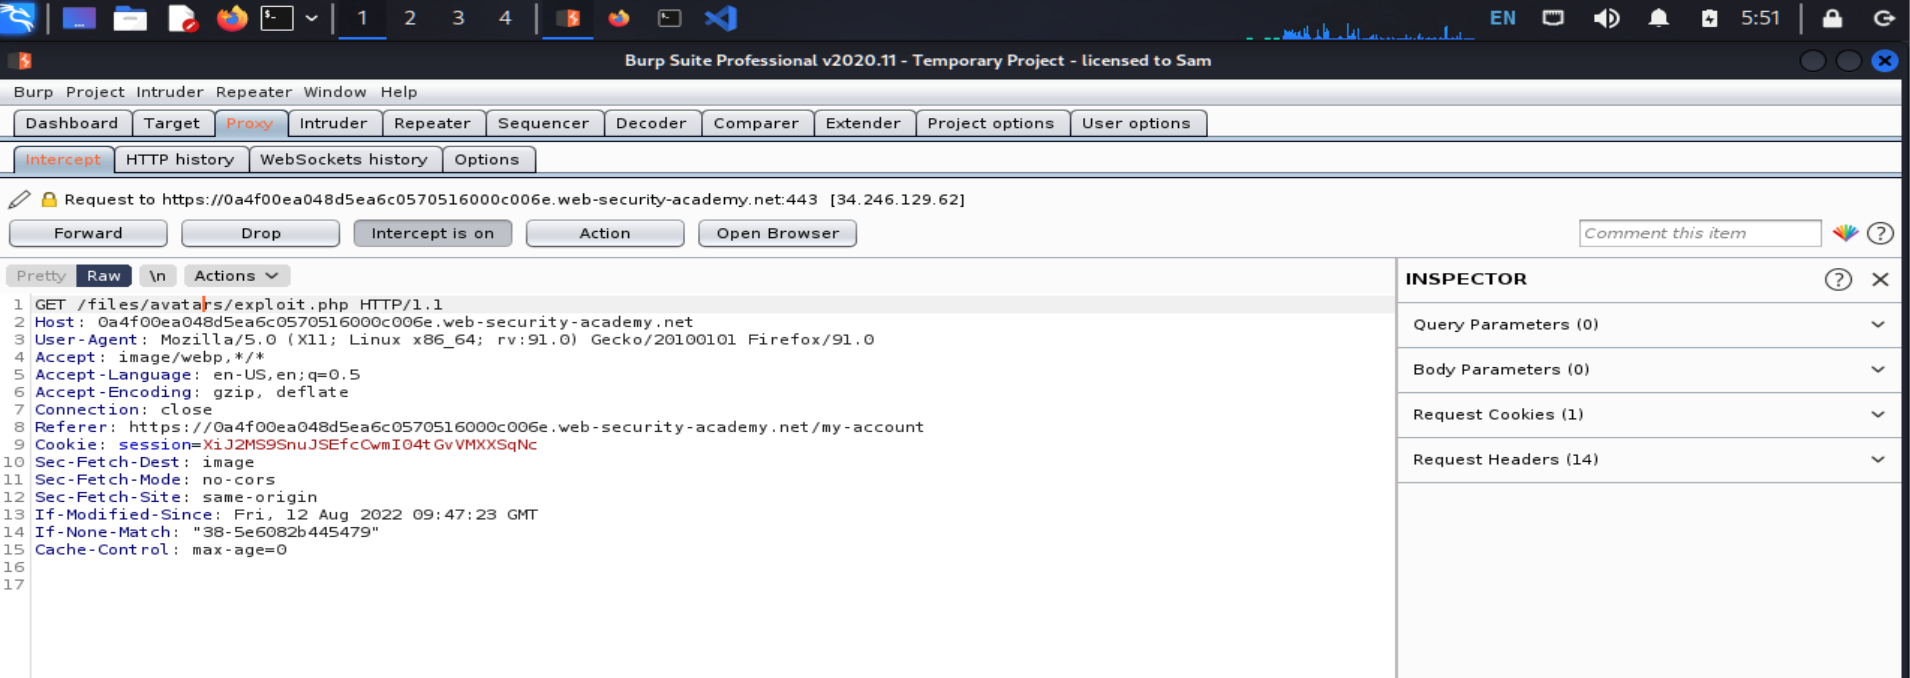 1 2 3 4 EN 5:51
Burp Suite Professional v2020.11 - Temporary Project - licensed to Sam
Burp Project Intruder Repeater Window Help
Dashboard Target Proxy Intruder Repeater Sequencer Decoder Comparer Extender Project options User options
Intercept HTTP history WebSockets history Options
Request to https://0a4f00ea048d5ea6c0570516000c006e.web-security-academy.net:443 [34.246.129.62]
Forward Drop Intercept is on Action Open Browser Comment this item ?
Pretty Raw \n Actions
INSPECTOR ?
1 GET /files/avatars/exploit.php HTTP/1.1
2 Host: 0a4f00ea048d5ea6c0570516000c006e.web-security-academy.net
3 User-Agent: Mozilla/5.0 (X11; Linux x86_64; rv:91.0) Gecko/20100101 Firefox/91.0
4 Accept: image/webp,*/*
5 Accept-Language: en-US,en;q=0.5
6 Accept-Encoding: gzip, deflate
7 Connection: close
8 Referer: https://0a4f00ea048d5ea6c0570516000c006e.web-security-academy.net/my-account
9 Cookie: session=XiJ2MS9SnuJSEfcCwmI04tGvVMXXSqNc
10 Sec-Fetch-Dest: image
11 Sec-Fetch-Mode: no-cors
12 Sec-Fetch-Site: same-origin
13 If-Modified-Since: Fri, 12 Aug 2022 09:47:23 GMT
14 If-None-Match: "38-5e6082b445479"
15 Cache-Control: max-age=0
16
17
Query Parameters (0)
Body Parameters (0)
Request Cookies (1)
Request Headers (14)